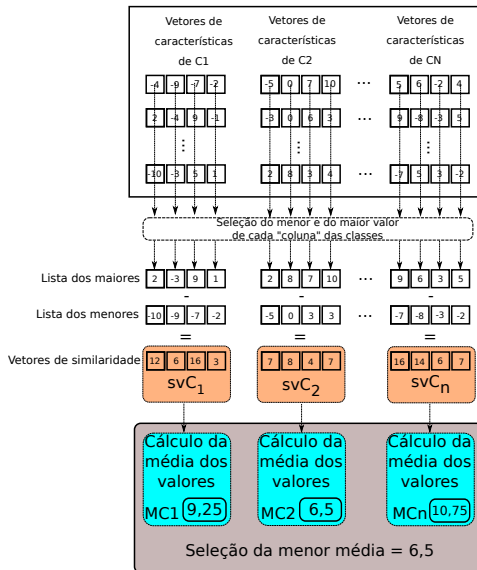 Vetores de características de C1
Vetores de características de C2
Vetores de características de CN
-4 -9 -7 -2
-5 0 7 10
...
5 6 -2 4
2 -4 9 -1
-3 0 6 3
9 -8 -3 5
...
...
...
-10 -3 5 1
2 8 3 4
...
-7 5 3 -2
Seleção do menor e do maior valor
de cada "coluna" das classes
Lista dos maiores
2 -3 9 1
2 8 7 10
...
9 6 3 5
- - -
Lista dos menores
-10 -9 -7 -2
-5 0 3 3
...
-7 -8 -3 -2
= = =
Vetores de similaridade
12 6 16 3
7 8 4 7
16 14 6 7
svC1
svC2
svCn
Cálculo da
média dos
valores
MC1 9,25
Cálculo da
média dos
valores
MC2 6,5
Cálculo da
média dos
valores
MCn 10,75
Seleção da menor média = 6,5